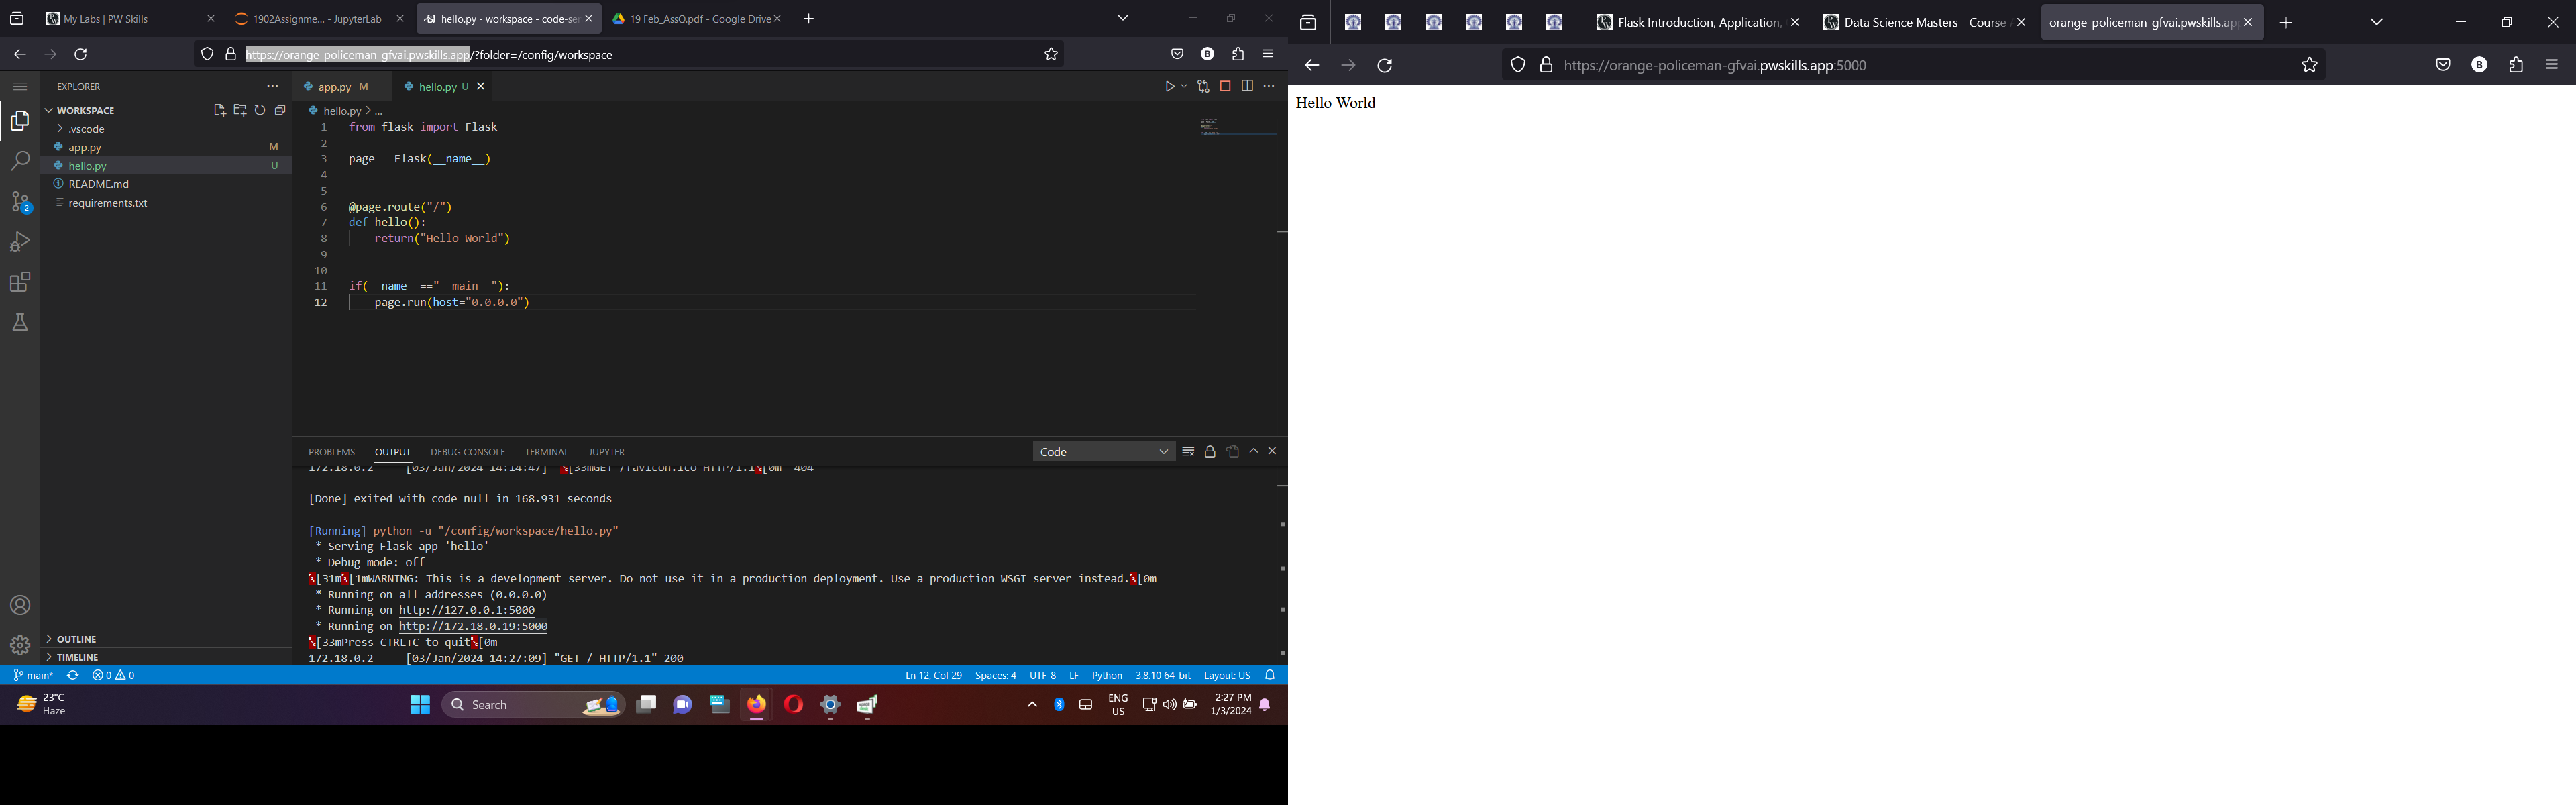 My Labs | PW Skills
1902Assignme... - JupyterLab
hello.py - workspace - code-se
19 Feb_AssQ.pdf - Google Drive
https://orange-policeman-gfvai.pwskills.app/?folder=/config/workspace
B
EXPLORER
WORKSPACE
.vscode
app.py M
hello.py U
README.md
requirements.txt
2
OUTLINE
TIMELINE
app.py M
hello.py U
hello.py > ...
1 from flask import Flask
2
3 page = Flask(__name__)
4
5
6 @page.route("/")
7 def hello():
8 return("Hello World")
9
10
11 if(__name__=="__main__"):
12 page.run(host="0.0.0.0")
PROBLEMS OUTPUT DEBUG CONSOLE TERMINAL JUPYTER
Code
172.18.0.2 - - [03/Jan/2024 14:14:47] "[33mGET /favicon.ico HTTP/1.1[0m" 404 -
[Done] exited with code=null in 168.931 seconds
[Running] python -u "/config/workspace/hello.py"
* Serving Flask app 'hello'
* Debug mode: off
[31m[1mWARNING: This is a development server. Do not use it in a production deployment. Use a production WSGI server instead.[0m
* Running on all addresses (0.0.0.0)
* Running on http://127.0.0.1:5000
* Running on http://172.18.0.19:5000
[33mPress CTRL+C to quit[0m
172.18.0.2 - - [03/Jan/2024 14:27:09] "GET / HTTP/1.1" 200 -
main* 0 0
Ln 12, Col 29 Spaces: 4 UTF-8 LF Python 3.8.10 64-bit Layout: US
23°C
Haze
Search
ENG
US
2:27 PM
1/3/2024
Flask Introduction, Application,
Data Science Masters - Course
orange-policeman-gfvai.pwskills.app
https://orange-policeman-gfvai.pwskills.app:5000
B
Hello World